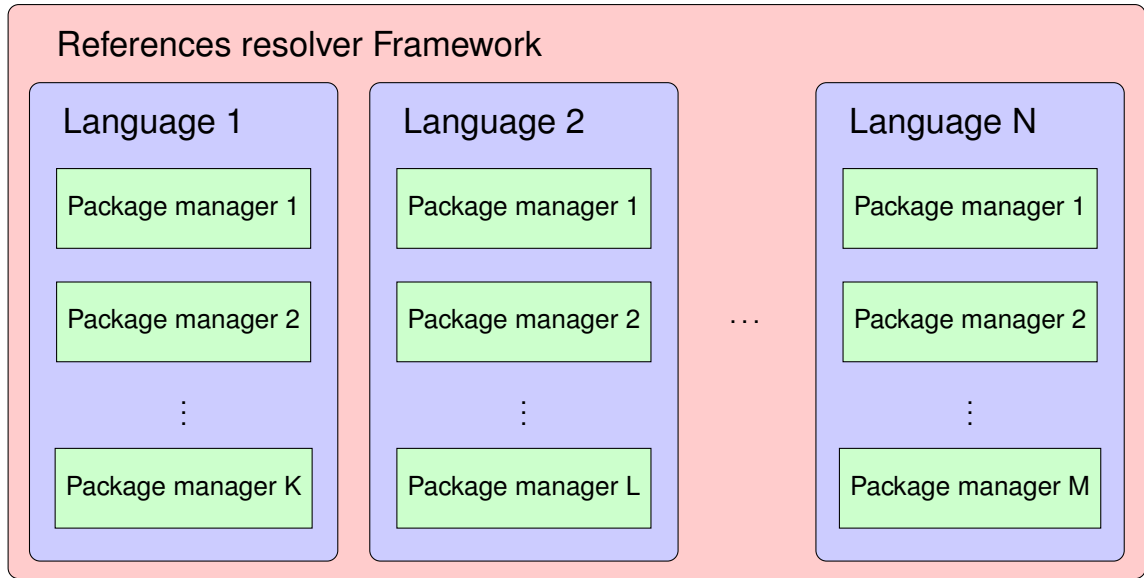 References resolver Framework
Language 1
Package manager 1
Package manager 2
⋮
Package manager K
Language 2
Package manager 1
Package manager 2
⋮
Package manager L
...
Language N
Package manager 1
Package manager 2
⋮
Package manager M